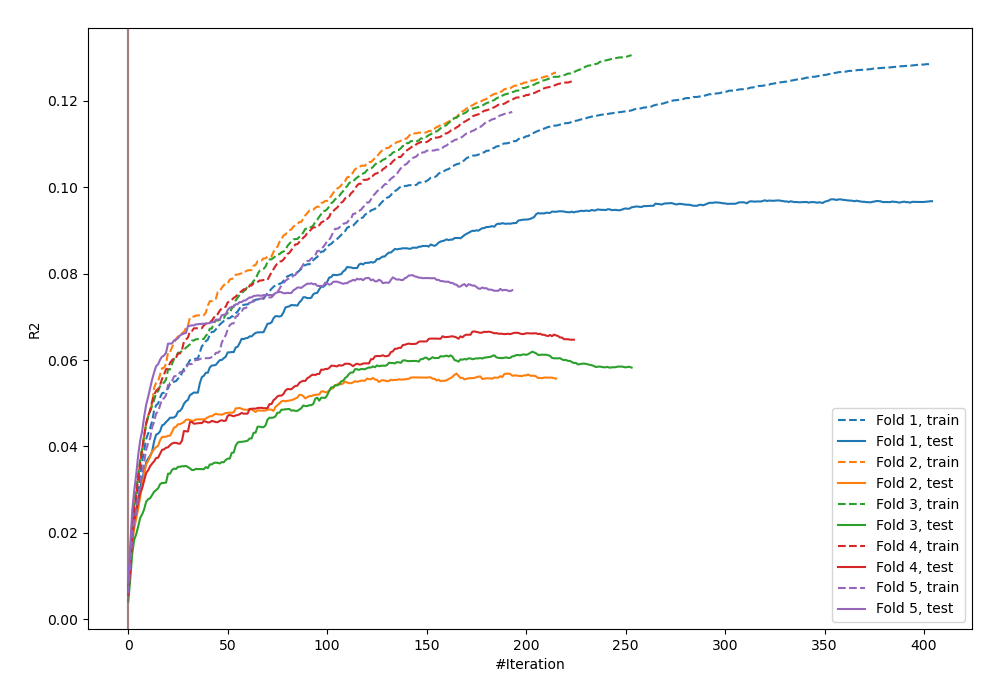 0.12
0.10
0.08
0.06
0.04
0.02
0.00
R2
0 50 100 150 200 250 300 350 400
#Iteration
Fold 1, train
Fold 1, test
Fold 2, train
Fold 2, test
Fold 3, train
Fold 3, test
Fold 4, train
Fold 4, test
Fold 5, train
Fold 5, test